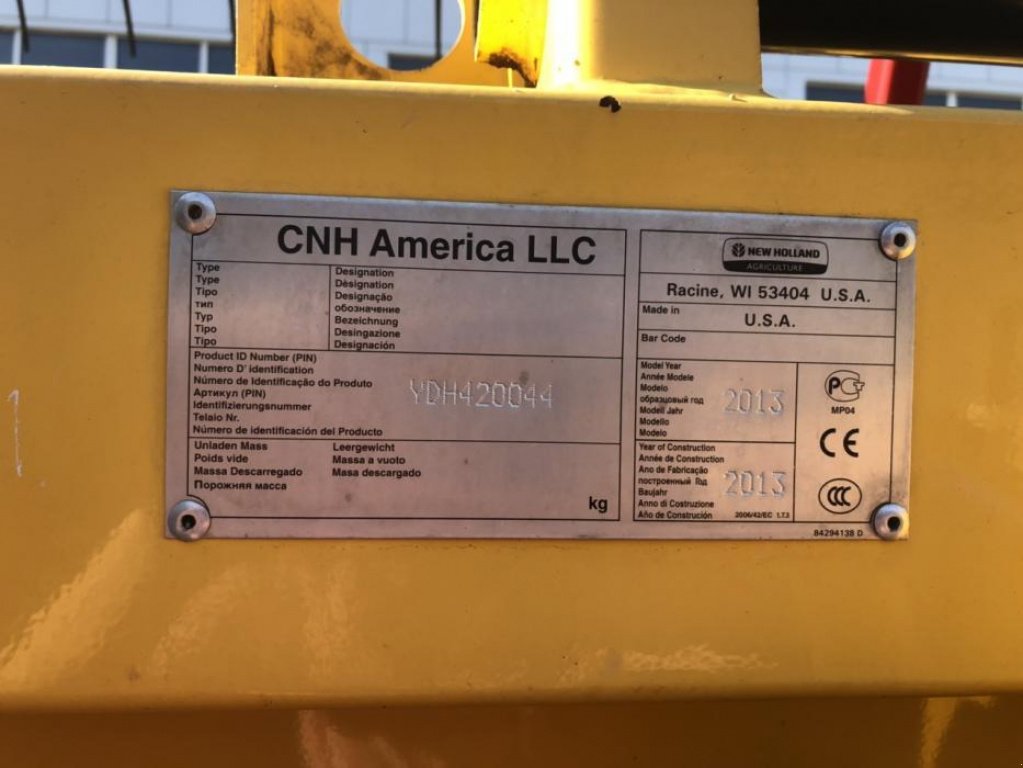 CNH America LLC
Type
Type
Tipo
тип
Typ
Tipo
Tipo
Designation
Dèsignation
Designação
обозначение
Bezeichnung
Desingazione
Designación
Product ID Number (PIN)
Numero D' identification
Número de Identificação do Produto
Артикул (PIN)
Identifizierungsnummer
Telaio Nr.
Número de identificación del Producto
YDH420044
Unladen Mass
Poids vide
Massa Descarregado
Порожняя масса
Leergewicht
Massa a vuoto
Masa descargado
kg
NEW HOLLAND
AGRICULTURE
Racine, WI 53404 U.S.A.
Made in
U.S.A.
Bar Code
Model Year
Année Modele
Modelo
образцовый год
Modell Jahr
Modello
Modelo
2013
Year of Construction
Année de Construction
Ano de Fabricação
построенный Год
Baujahr
Anno di Costruzione
Año de Construción
2013
2006/42/EC 1.7.3
PCT
MP04
CE
CCC
84294138 D